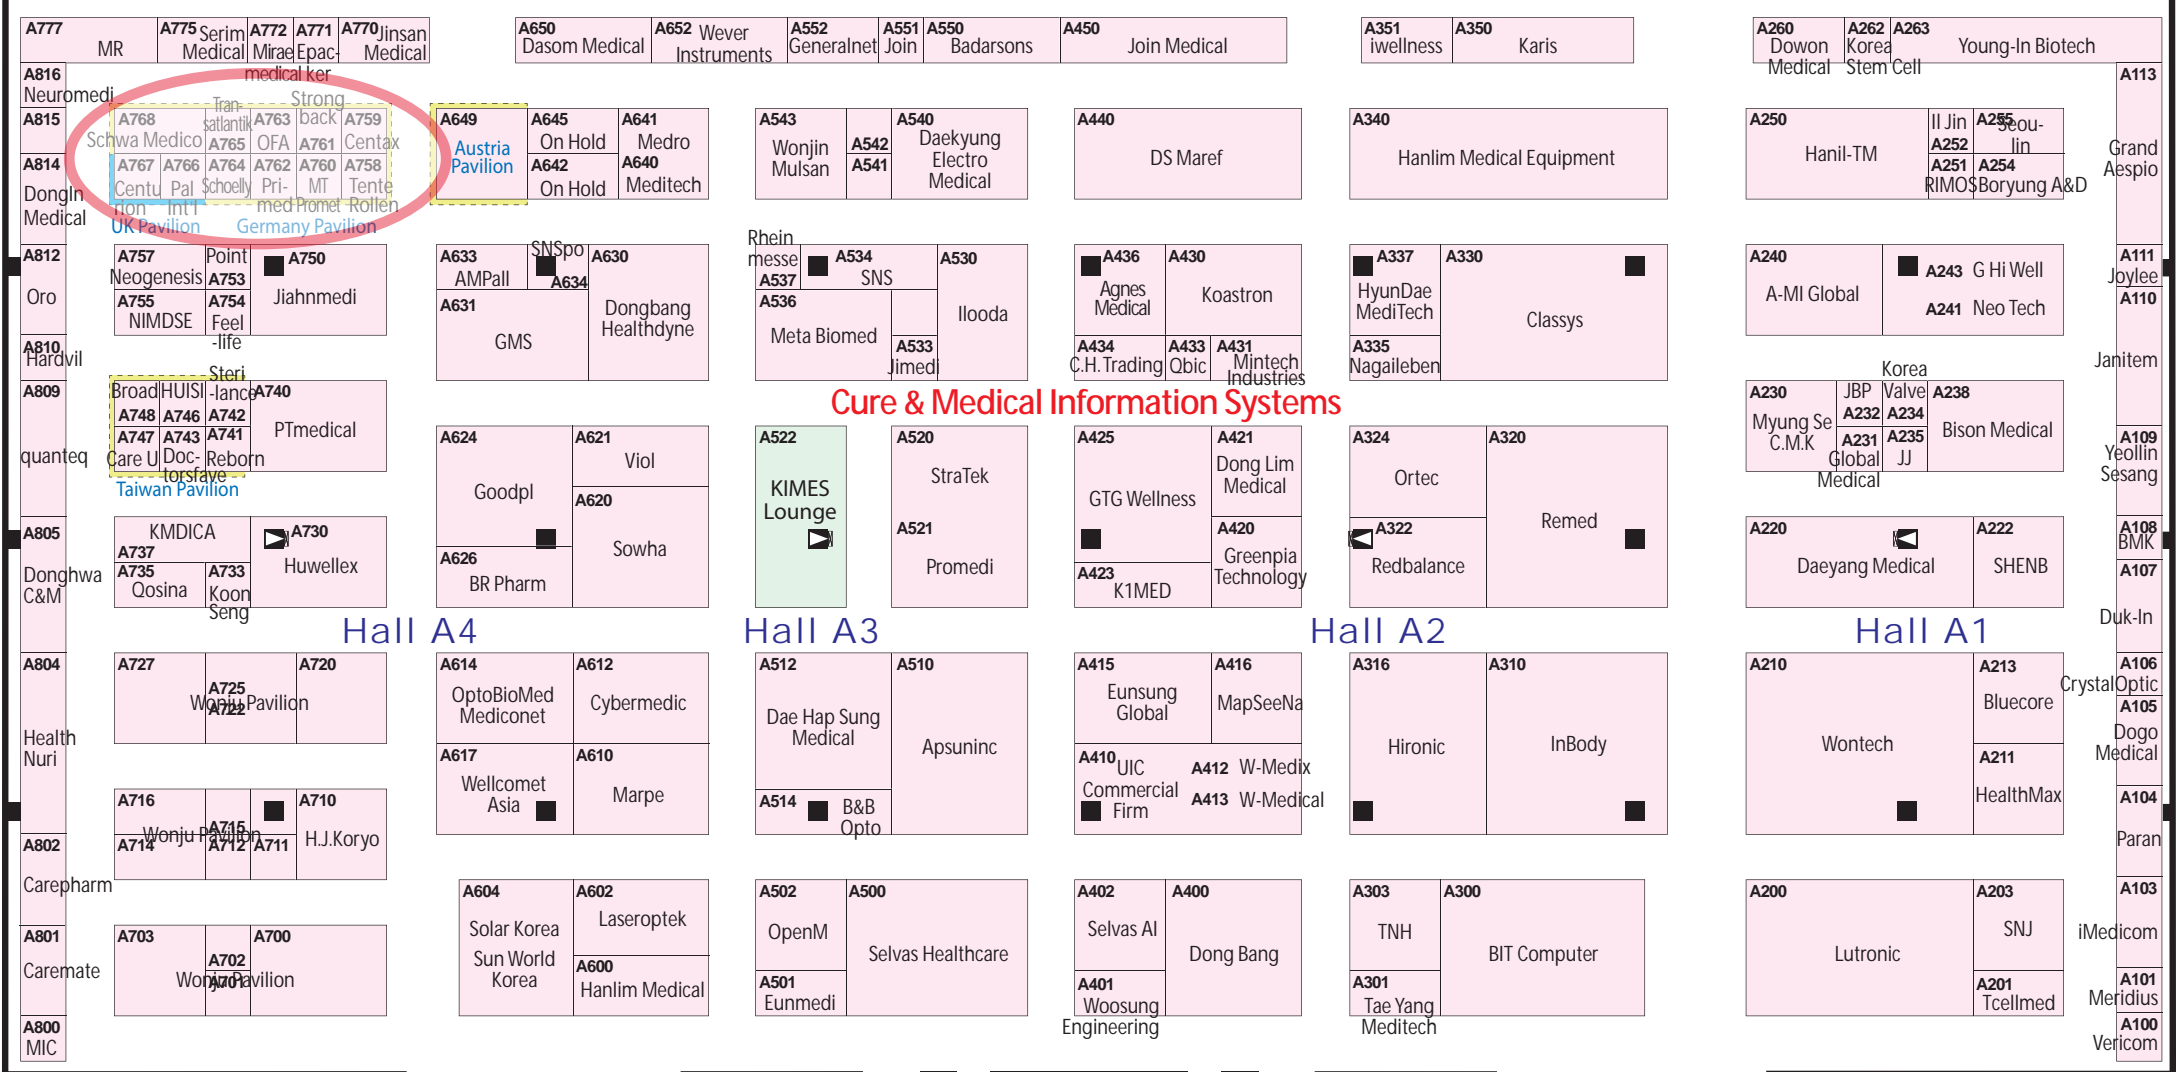 A777
MR
A775 Serim
Medical
A772
Mirae
medical
A771
Epac-
ker
A770 Jinsan
Medical
A650
Dasom Medical
A652 Wever
Instruments
A552
Generalnet
A551
Join
A550
Badarsons
A450
Join Medical
A351
iwellness
A350
Karis
A260
Dowon
Medical
A262
Korea
Stem Cell
A263
Young-In Biotech
A816
Neuromedi
A815
A814
DongIn
Medical
A812
Oro
A810
Hardvil
A809
quanteq
A805
Donghwa
C&M
A804
Health
Nuri
A802
Carepharm
A801
Caremate
A800
MIC
A768
Schwa Medico
Tran-
satlantik
A765
A763
OFA
Strong
back
A761
A759
Centax
A767
Centu
rion
A766
Pal
Int'l
A764
Schoelly
A762
Pri-
med
A760
MT
Promet
A758
Tente
Rollen
UK Pavilion
Germany Pavilion
A649
Austria
Pavilion
A645
On Hold
A642
On Hold
A641
Medro
A640
Meditech
A543
Wonjin
Mulsan
A542
A541
A540
Daekyung
Electro
Medical
A440
DS Maref
A340
Hanlim Medical Equipment
A250
Hanil-TM
Il Jin
A252
A255
Seou-
lin
A251
RIMOS
A254
Boryung A&D
A757
Neogenesis
Point
A753
A750
Jiahnmedi
A755
NIMDSE
A754
Feel
-life
A633
AMPall
SNSpo
A634
A630
Dongbang
Healthdyne
A631
GMS
Rhein
messe
A537
A534
SNS
A530
Ilooda
A536
Meta Biomed
A533
Jimedi
A436
Agnes
Medical
A430
Koastron
A434
C.H.Trading
A433
Qbic
A431
Mintech
Industries
A337
HyunDae
MediTech
A335
Nagaileben
A330
Classys
A240
A-MI Global
A243 G Hi Well
A241 Neo Tech
Cure & Medical Information Systems
Broad
A748
HUISI
A746
Steri
-lance
A742
A740
PTmedical
A747
Care U
A743
Doc-
torsfave
A741
Reborn
Taiwan Pavilion
A624
Goodpl
A621
Viol
A620
Sowha
A626
BR Pharm
A522
KIMES
Lounge
A520
StraTek
A521
Promedi
A425
GTG Wellness
A421
Dong Lim
Medical
A423
K1MED
A420
Greenpia
Technology
A324
Ortec
A322
Redbalance
A320
Remed
A230
Myung Se
C.M.K
JBP
A232
Korea
Valve
A234
A231
Global
Medical
A235
JJ
A238
Bison Medical
KMDICA
A737
A735
Qosina
A733
Koon
Seng
A730
Huwellex
A220
Daeyang Medical
A222
SHENB
Hall A4
Hall A3
Hall A2
Hall A1
A727
A725
A722
Wonju Pavilion
A720
A614
OptoBioMed
Mediconet
A612
Cybermedic
A617
Wellcomet
Asia
A610
Marpe
A512
Dae Hap Sung
Medical
A510
Apsuninc
A514
B&B
Opto
A415
Eunsung
Global
A416
MapSeeNa
A410
UIC
Commercial
Firm
A412 W-Medix
A413 W-Medical
A316
Hironic
A310
InBody
A210
Wontech
A213
Bluecore
A211
HealthMax
A716
A715
Wonju Pavilion
A714
A712
A711
A710
H.J.Koryo
A703
A702
A701
Wonju Pavilion
A700
A604
Solar Korea
Sun World
Korea
A602
Laseroptek
A600
Hanlim Medical
A502
OpenM
A501
Eunmedi
A500
Selvas Healthcare
A402
Selvas AI
A401
Woosung
Engineering
A400
Dong Bang
A303
TNH
A301
Tae Yang
Meditech
A300
BIT Computer
A200
Lutronic
A203
SNJ
A201
Tcellmed
A113
Grand
Aespio
A111
Joylee
A110
Janitem
A109
Yeollin
Sesang
A108
BMK
A107
Duk-In
A106
CrystalOptic
A105
Dogo
Medical
A104
Paran
A103
iMedicom
A101
Meridius
A100
Vericom